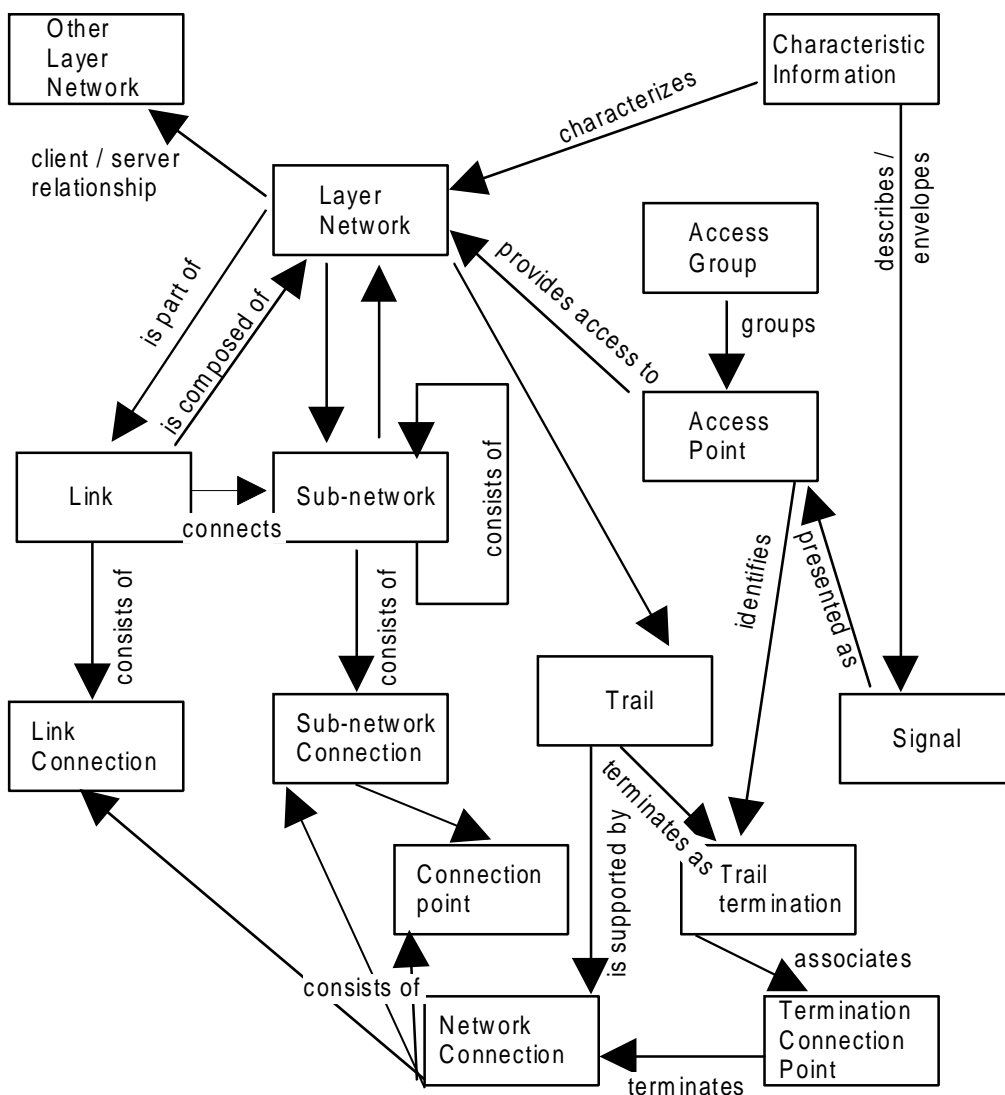 Other
Layer
Network
Characteristic
Information
characterizes
client / server
relationship
Layer
Network
describes /
envelopes
Access
Group
provides access to
groups
is part of
is composed of
Access
Point
Link
connects
Sub-network
consists of
presented as
identifies
consists of
consists of
Trail
Signal
Link
Connection
Sub-network
Connection
terminates as
is supported by
Connection
point
Trail
termination
associates
consists of
Network
Connection
Termination
Connection
Point
terminates